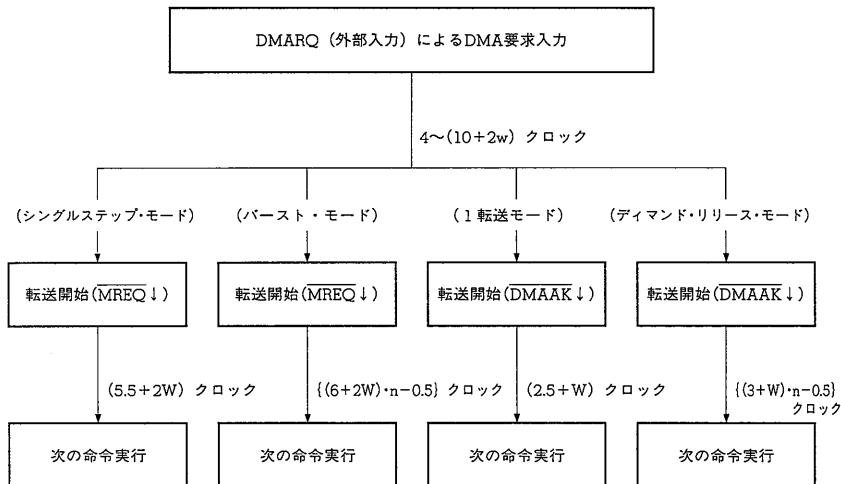 DMARQ（外部入力）によるDMA要求入力
4～(10+2w) クロック
(シングルステップ・モード)
(バースト・モード)
(1転送モード)
(ディマンド・リリース・モード)
転送開始(MREQ↓)
転送開始(MREQ↓)
転送開始(DMAAK↓)
転送開始(DMAAK↓)
(5.5+2W) クロック
{(6+2W)・n−0.5} クロック
(2.5+W) クロック
{(3+W)・n−0.5}
クロック
次の命令実行
次の命令実行
次の命令実行
次の命令実行